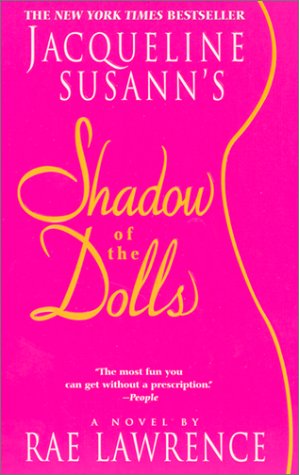 THE NEW YORK TIMES BESTSELLER
JACQUELINE
SUSANN'S
Shadow
of the
Dolls
"The most fun you
can get without a prescription."
—People
A NOVEL BY
RAE LAWRENCE